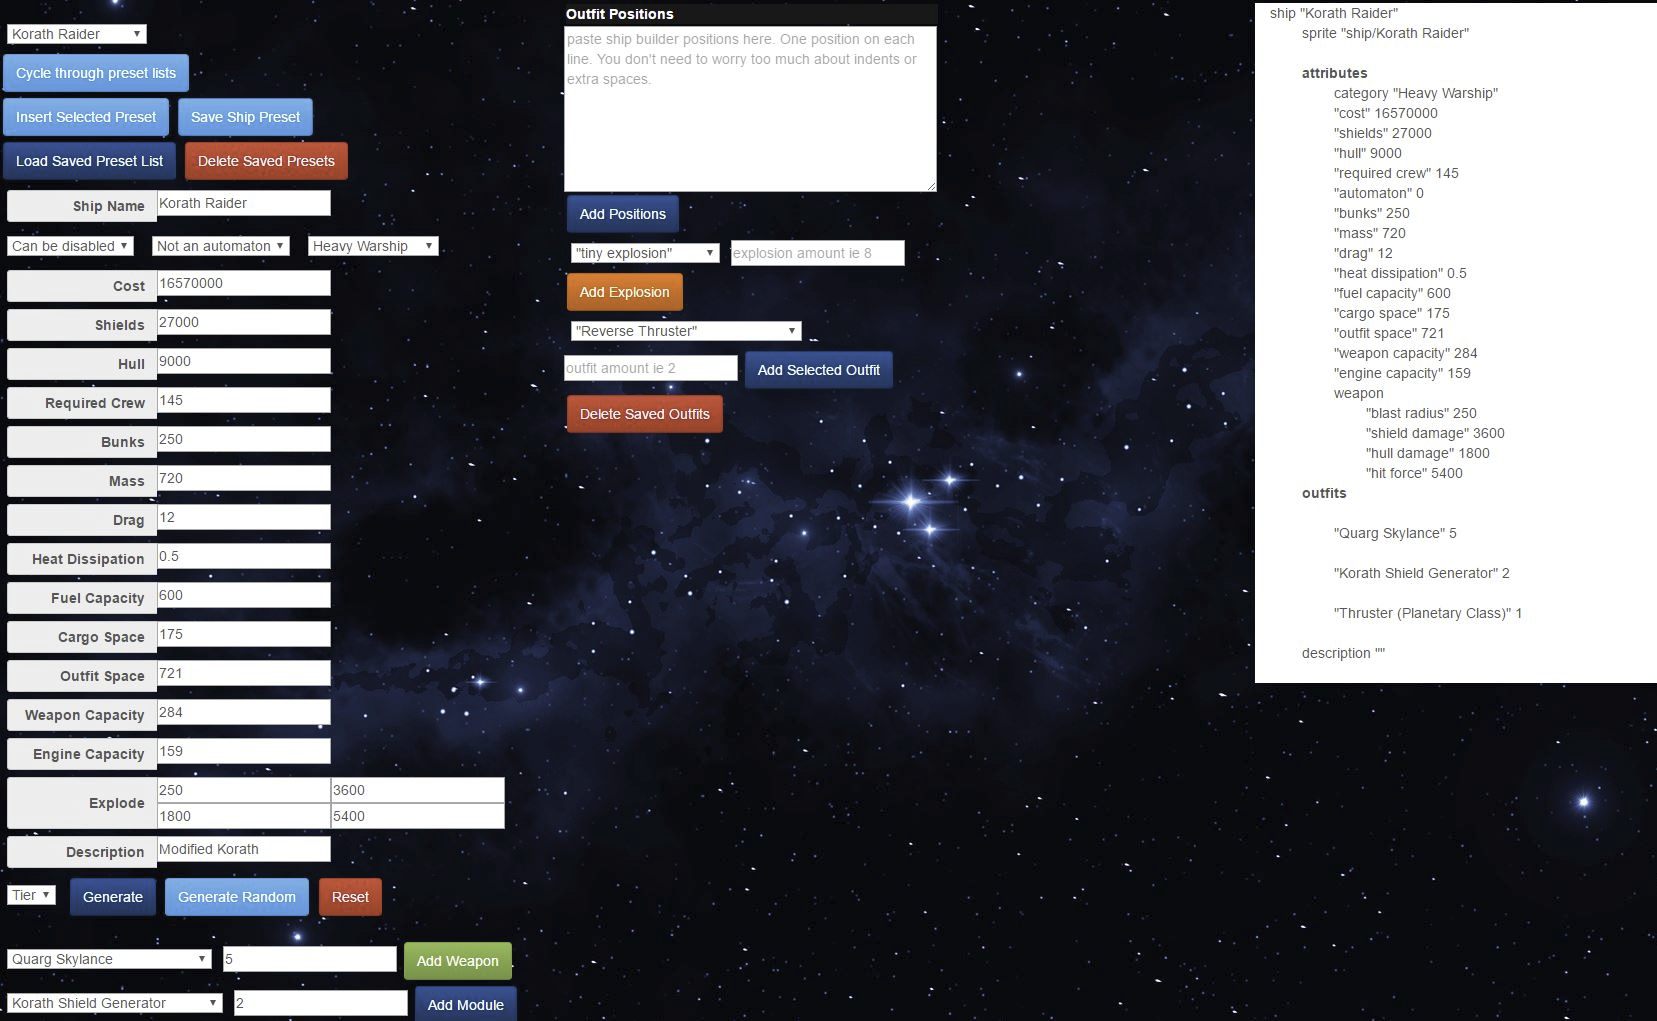 Korath Raider
Cycle through preset lists
Insert Selected Preset Save Ship Preset
Load Saved Preset List Delete Saved Presets
Ship Name Korath Raider
Can be disabled Not an automaton Heavy Warship
Cost 16570000
Shields 27000
Hull 9000
Required Crew 145
Bunks 250
Mass 720
Drag 12
Heat Dissipation 0.5
Fuel Capacity 600
Cargo Space 175
Outfit Space 721
Weapon Capacity 284
Engine Capacity 159
Explode 250 3600
1800 5400
Description Modified Korath
Tier Generate Generate Random Reset
Quarg Skylance 5 Add Weapon
Korath Shield Generator 2 Add Module
Outfit Positions
paste ship builder positions here. One position on each
line. You don't need to worry too much about indents or
extra spaces.
Add Positions
"tiny explosion" explosion amount ie 8
Add Explosion
"Reverse Thruster"
outfit amount ie 2 Add Selected Outfit
Delete Saved Outfits
ship "Korath Raider"
sprite "ship/Korath Raider"
attributes
category "Heavy Warship"
"cost" 16570000
"shields" 27000
"hull" 9000
"required crew" 145
"automaton" 0
"bunks" 250
"mass" 720
"drag" 12
"heat dissipation" 0.5
"fuel capacity" 600
"cargo space" 175
"outfit space" 721
"weapon capacity" 284
"engine capacity" 159
weapon
"blast radius" 250
"shield damage" 3600
"hull damage" 1800
"hit force" 5400
outfits
"Quarg Skylance" 5
"Korath Shield Generator" 2
"Thruster (Planetary Class)" 1
description ""